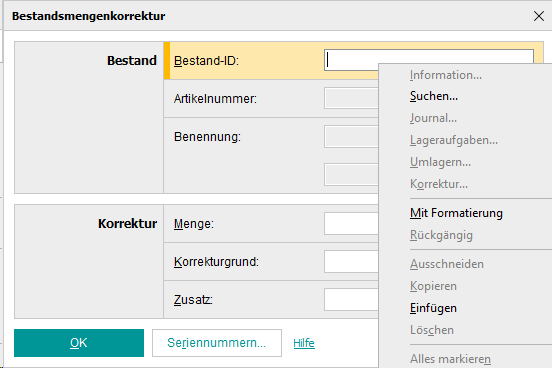 Bestandsmengenkorrektur
Bestand
Bestand-ID:
Artikelnummer:
Benennung:
Korrektur
Menge:
Korrekturgrund:
Zusatz:
OK
Seriennummern...
Hilfe
Information...
Suchen...
Journal...
Lageraufgaben...
Umlagern...
Korrektur...
Mit Formatierung
Rückgängig
Ausschneiden
Kopieren
Einfügen
Löschen
Alles markieren